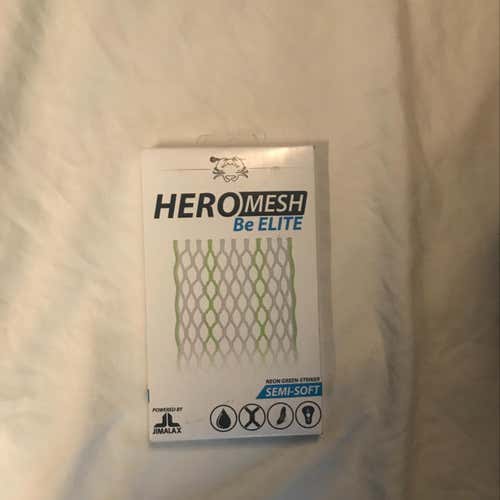 HEROMESH
Be ELITE
NEON GREEN-STRIKER
SEMI-SOFT
POWERED BY
JIMALAX